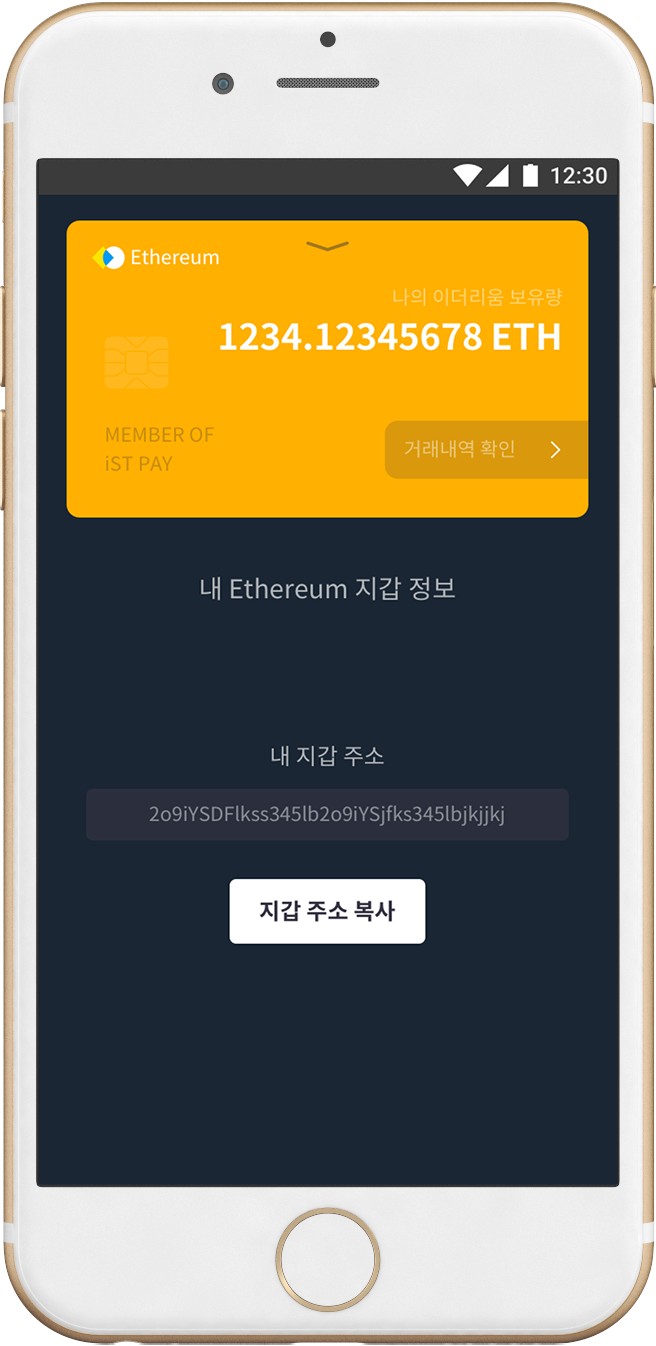 12:30
Ethereum
나의 이더리움 보유량
1234.12345678 ETH
MEMBER OF
iST PAY
거래내역 확인
내 Ethereum 지갑 정보
내 지갑 주소
2o9iYSDFlkss345lb2o9iYSjfks345lbjkjjkj
지갑 주소 복사